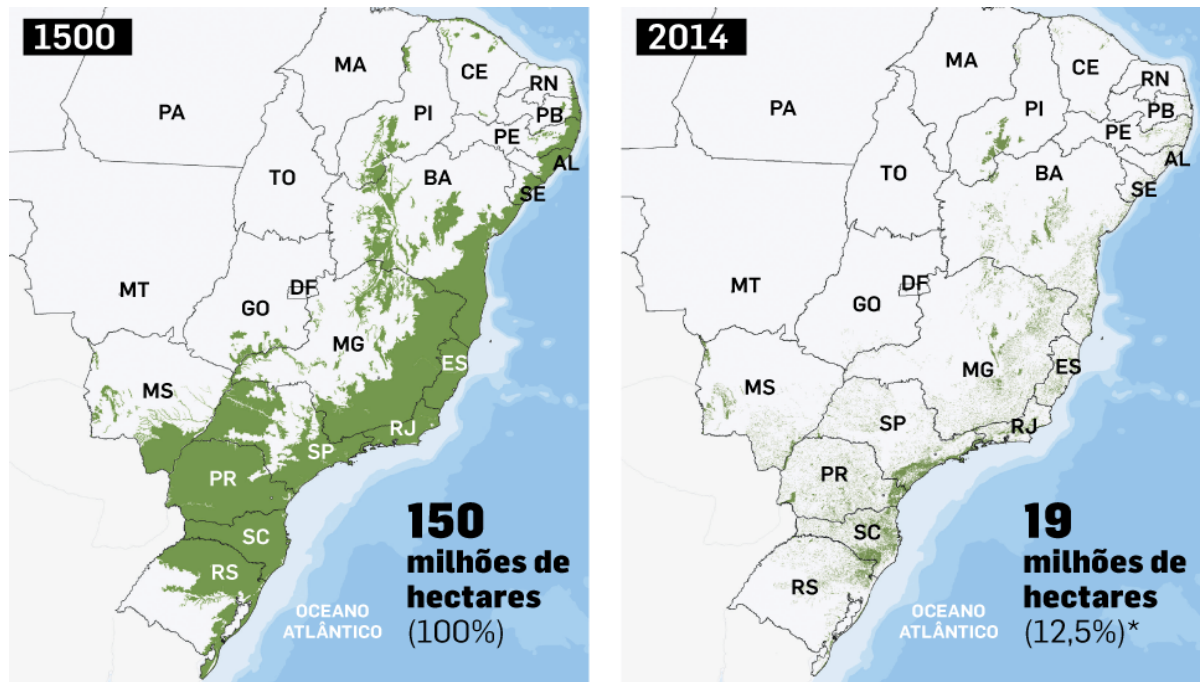 1500
MA
CE
RN
PA
PI
PB
PE
AL
TO
BA
SE
DF
MT
GO
MG
ES
MS
RJ
SP
PR
SC
RS
150
milhões de
hectares
(100%)
OCEANO
ATLÂNTICO
2014
MA
CE
RN
PA
PI
PB
PE
AL
TO
BA
SE
DF
MT
GO
MG
ES
MS
SP
RJ
PR
SC
RS
19
milhões de
hectares
(12,5%)*
OCEANO
ATLÂNTICO